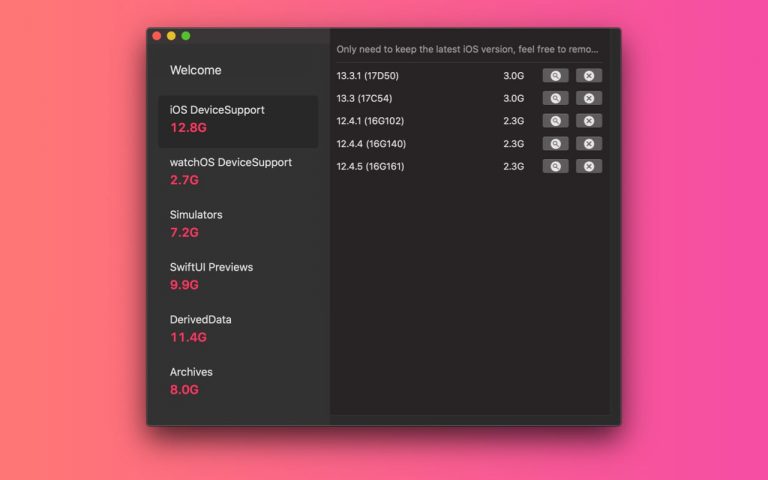 Welcome
iOS DeviceSupport
12.8G
watchOS DeviceSupport
2.7G
Simulators
7.2G
SwiftUI Previews
9.9G
DerivedData
11.4G
Archives
8.0G
Only need to keep the latest iOS version, feel free to remo...
13.3.1 (17D50) 3.0G
13.3 (17C54) 3.0G
12.4.1 (16G102) 2.3G
12.4.4 (16G140) 2.3G
12.4.5 (16G161) 2.3G